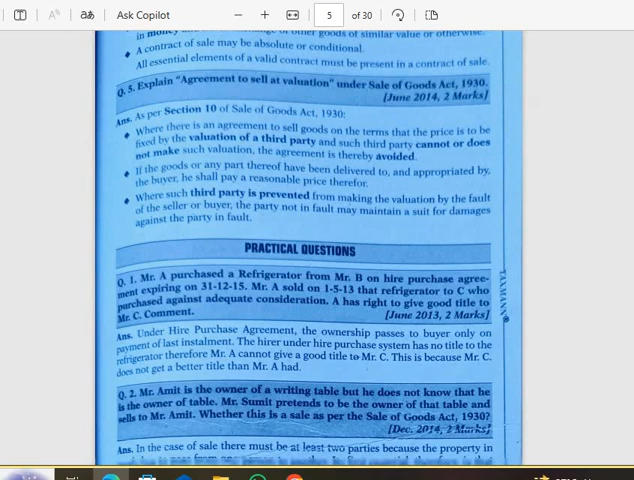 Ask Copilot
5 of 30
A contract of sale may be absolute or conditional.
All essential elements of a valid contract must be present in a contract of sale.
Q. 5. Explain "Agreement to sell at valuation" under Sale of Goods Act, 1930.
[June 2014, 2 Marks]
Ans. As per Section 10 of Sale of Goods Act, 1930:
Where there is an agreement to sell goods on the terms that the price is to be
fixed by the valuation of a third party and such third party cannot or does
not make such valuation, the agreement is thereby avoided.
If the goods or any part thereof have been delivered to, and appropriated by,
the buyer, he shall pay a reasonable price therefor.
Where such third party is prevented from making the valuation by the fault
of the seller or buyer, the party not in fault may maintain a suit for damages
against the party in fault.
PRACTICAL QUESTIONS
Q. 1. Mr. A purchased a Refrigerator from Mr. B on hire purchase agree-
ment expiring on 31-12-15. Mr. A sold on 1-5-13 that refrigerator to C who
purchased against adequate consideration. A has right to give good title to
Mr. C. Comment.
[June 2013, 2 Marks]
Ans. Under Hire Purchase Agreement, the ownership passes to buyer only on
payment of last instalment. The hirer under hire purchase system has no title to the
refrigerator therefore Mr. A cannot give a good title to Mr. C. This is because Mr. C.
does not get a better title than Mr. A had.
Q. 2. Mr. Amit is the owner of a writing table but he does not know that he
is the owner of table. Mr. Sumit pretends to be the owner of that table and
sells to Mr. Amit. Whether this is a sale as per the Sale of Goods Act, 1930?
[Dec. 2014, 2 Marks]
Ans. In the case of sale there must be at least two parties because the property in
TAXMANN®